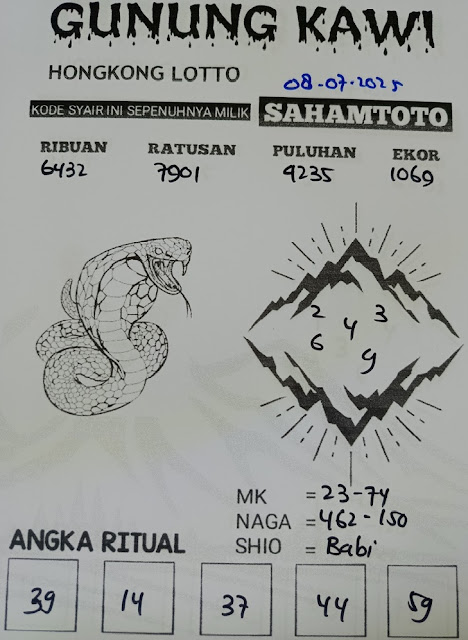 GUNUNG KAWI
HONGKONG LOTTO 08-07-2025
KODE SYAIR INI SEPENUHNYA MILIK SAHAMTOTO
RIBUAN RATUSAN PULUHAN EKOR
6432 7901 9235 1069
2 3
4
6
9
MK = 23-74
NAGA = 462-150
SHIO = Babi
ANGKA RITUAL
39 14 37 44 59